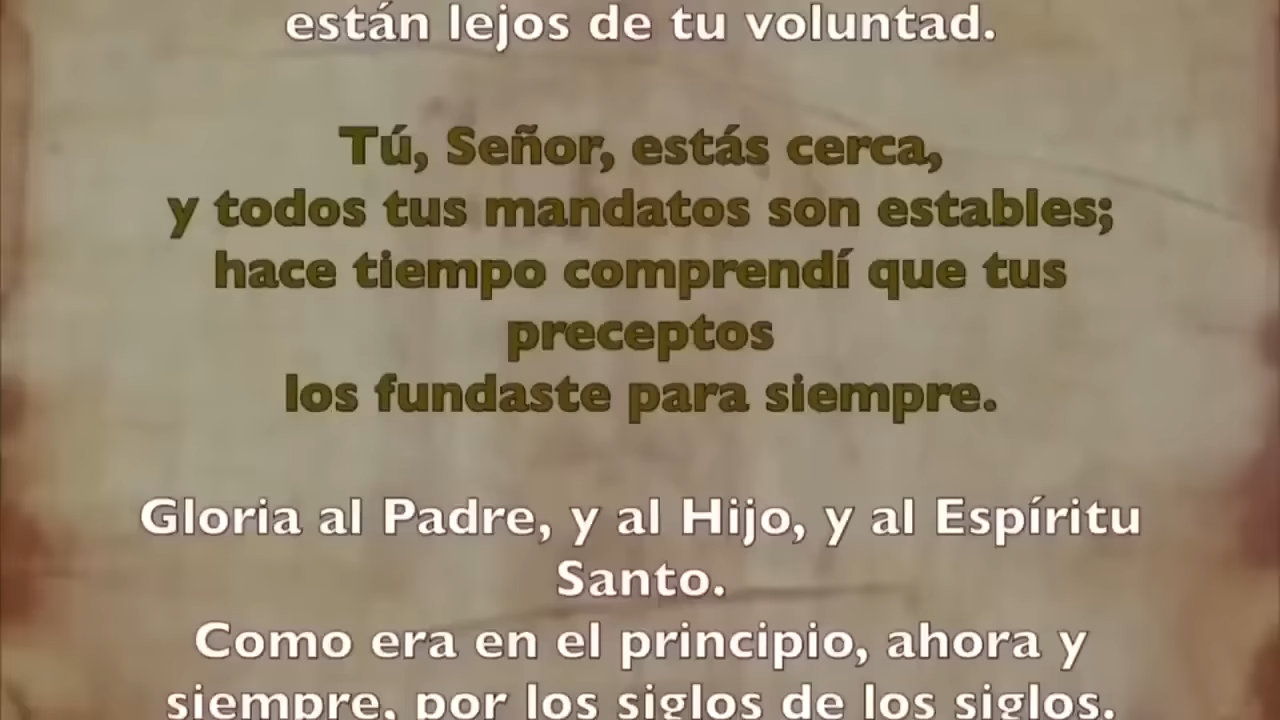 están lejos de tu voluntad.
Tú, Señor, estás cerca,
y todos tus mandatos son estables;
hace tiempo comprendí que tus
preceptos
los fundaste para siempre.
Gloria al Padre, y al Hijo, y al Espíritu
Santo.
Como era en el principio, ahora y
siempre, por los siglos de los siglos.